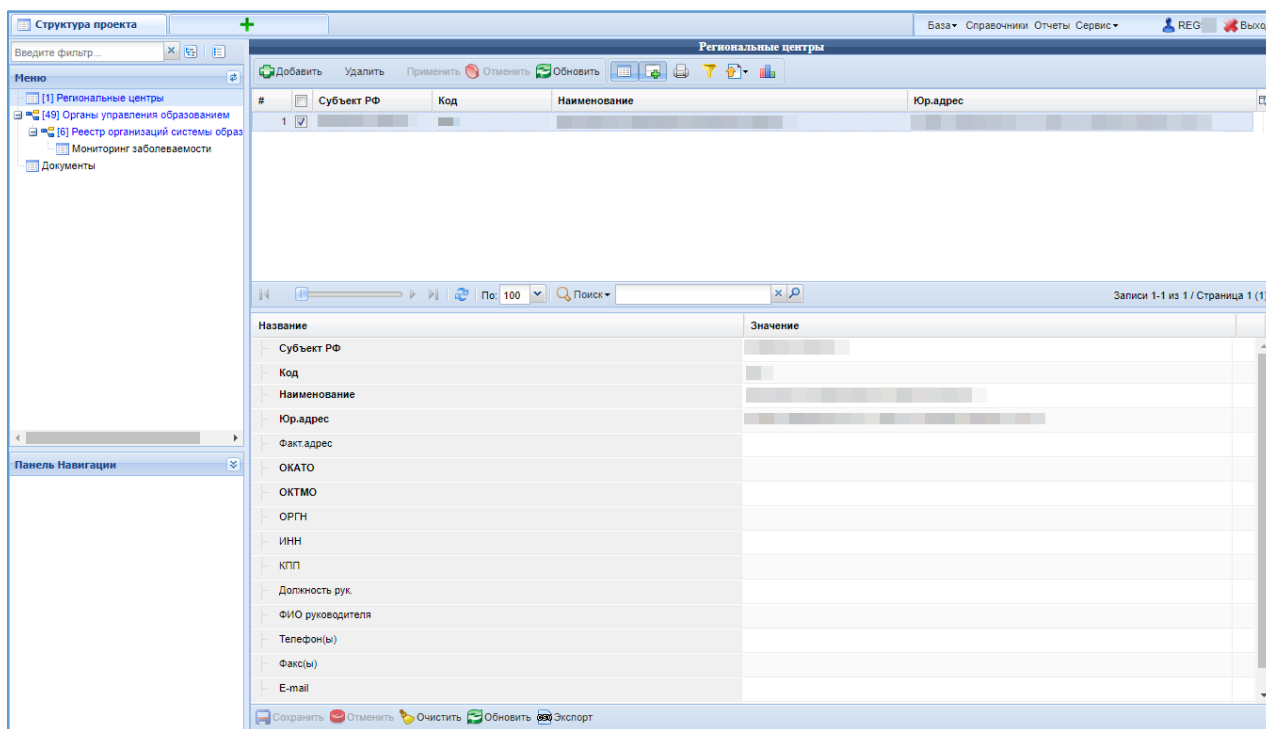 Структура проекта
База Справочники Отчеты Сервис REG Выхо
Введите фильтр...
Региональные центры
Добавить Удалить Применить Отменить Обновить
Меню
[1] Региональные центры
[49] Органы управления образованием
[6] Реестр организаций системы образ
Мониторинг заболеваемости
Документы
# Субъект РФ Код Наименование Юр.адрес
1
По: 100 Поиск Записи 1-1 из 1 / Страница 1 (1)
Название Значение
Субъект РФ
Код
Наименование
Юр.адрес
Факт.адрес
Панель Навигации
ОКАТО
ОКТМО
ОРГН
ИНН
КПП
Должность рук.
ФИО руководителя
Телефон(ы)
Факс(ы)
E-mail
Сохранить Отменить Очистить Обновить Экспорт